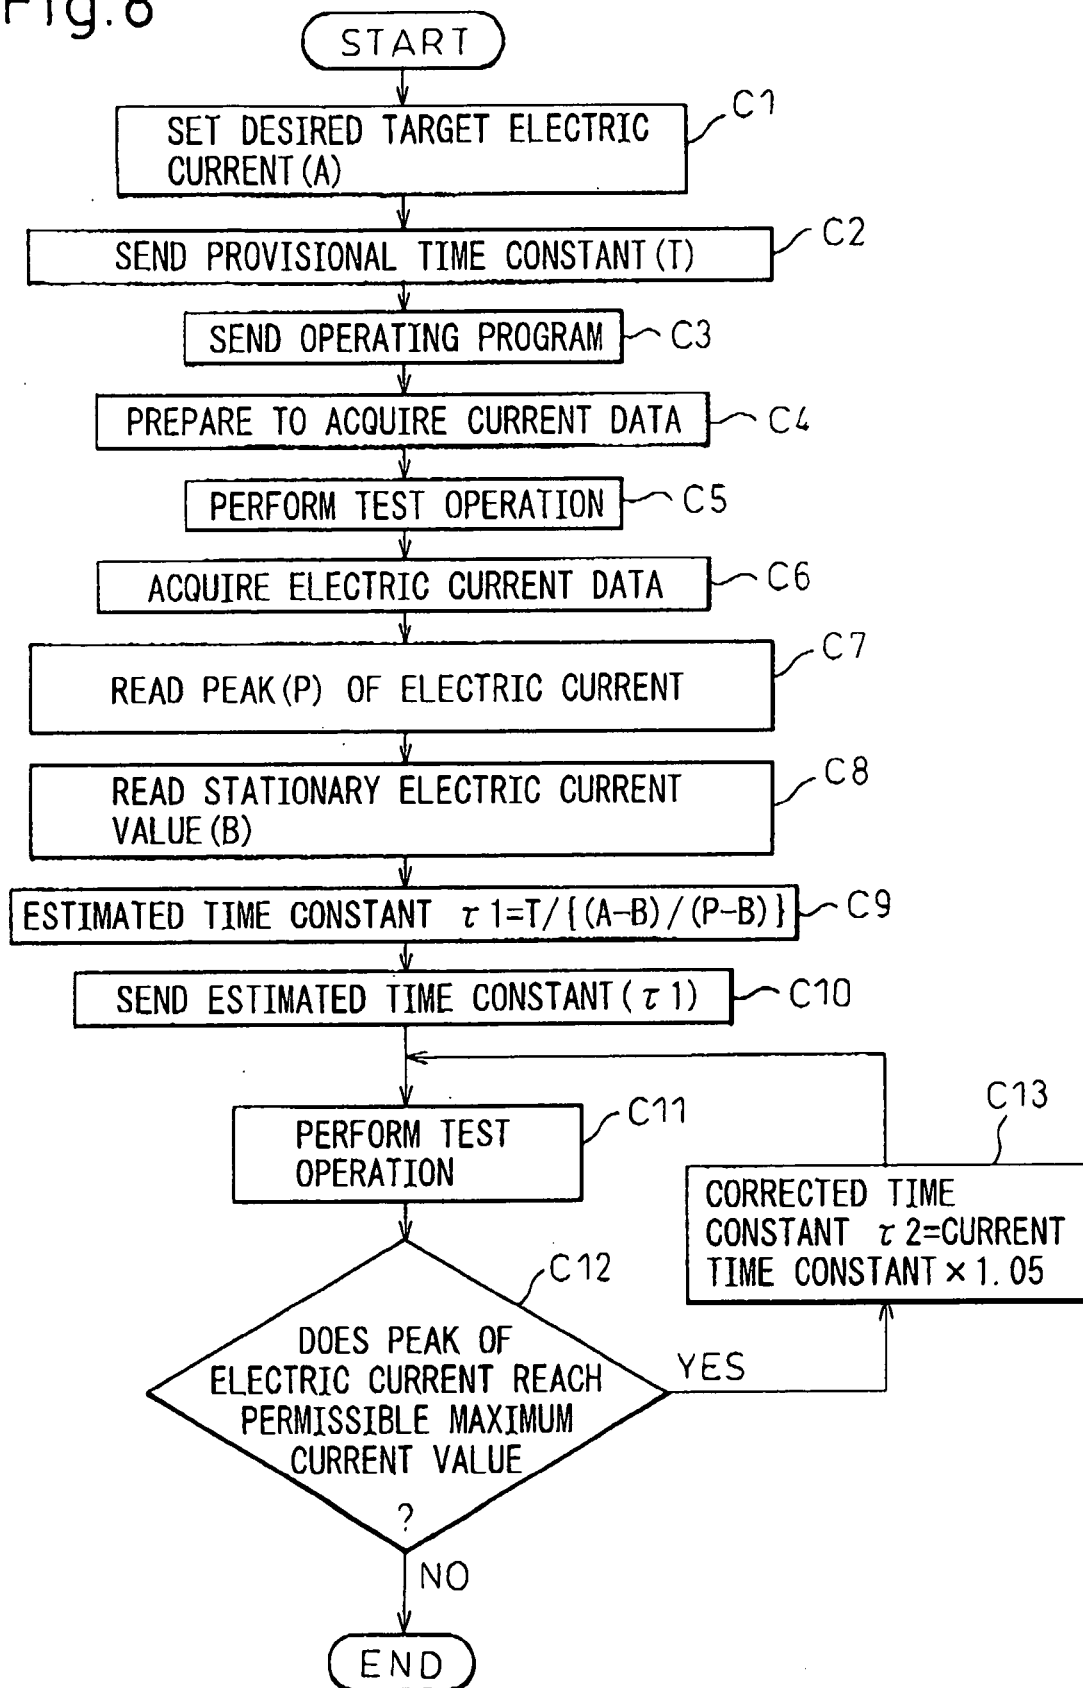 Fig.8
START
C1
SET DESIRED TARGET ELECTRIC
CURRENT(A)
C2
SEND PROVISIONAL TIME CONSTANT(T)
SEND OPERATING PROGRAM
C3
PREPARE TO ACQUIRE CURRENT DATA
C4
PERFORM TEST OPERATION
C5
ACQUIRE ELECTRIC CURRENT DATA
C6
C7
READ PEAK(P) OF ELECTRIC CURRENT
C8
READ STATIONARY ELECTRIC CURRENT
VALUE(B)
ESTIMATED TIME CONSTANT τ1=T/{(A-B)/(P-B)}
C9
SEND ESTIMATED TIME CONSTANT(τ1)
C10
C11
PERFORM TEST
OPERATION
C13
CORRECTED TIME
CONSTANT τ2=CURRENT
TIME CONSTANT×1.05
C12
DOES PEAK OF
ELECTRIC CURRENT REACH
PERMISSIBLE MAXIMUM
CURRENT VALUE
?
YES
NO
END